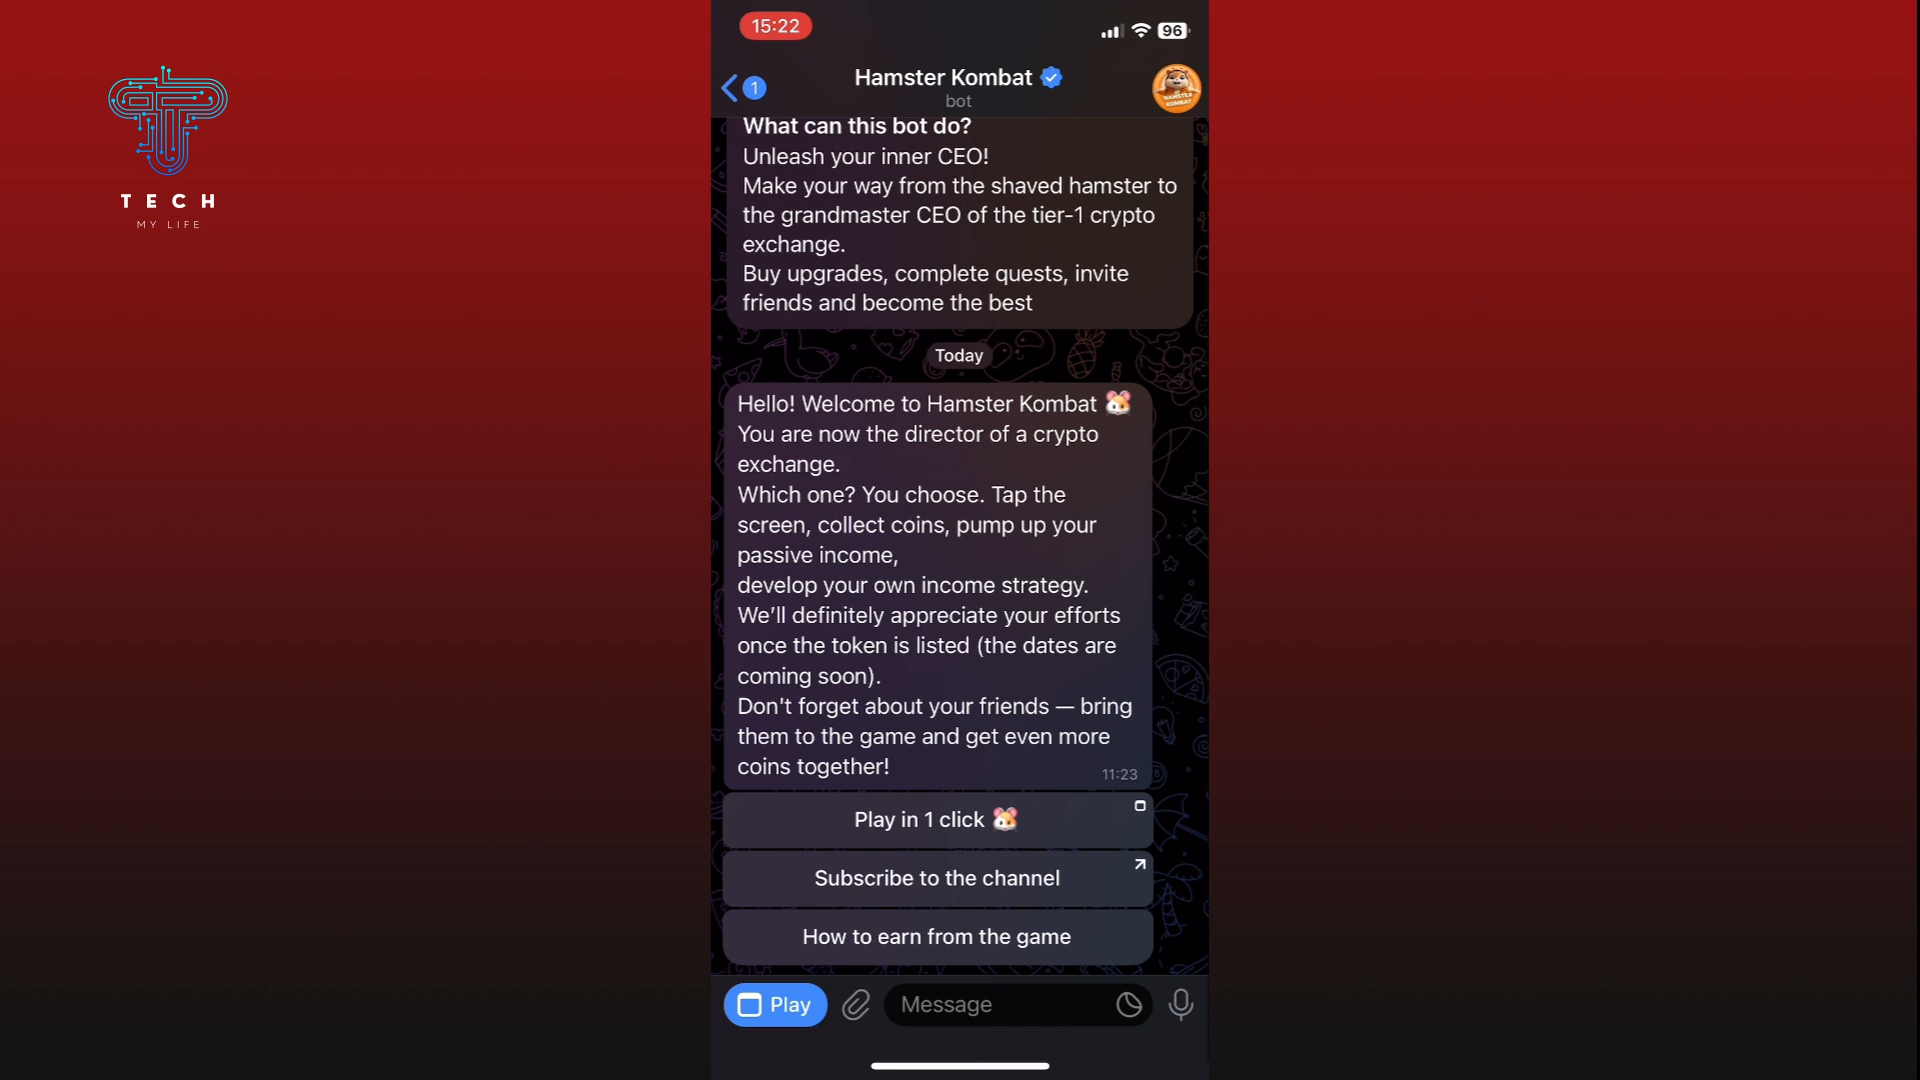 15:22
96
TECH
MY LIFE
1
Hamster Kombat
bot
HAMSTER
KOMBAT
What can this bot do?
Unleash your inner CEO!
Make your way from the shaved hamster to
the grandmaster CEO of the tier-1 crypto
exchange.
Buy upgrades, complete quests, invite
friends and become the best
Today
Hello! Welcome to Hamster Kombat 🐹
You are now the director of a crypto
exchange.
Which one? You choose. Tap the
screen, collect coins, pump up your
passive income,
develop your own income strategy.
We’ll definitely appreciate your efforts
once the token is listed (the dates are
coming soon).
Don't forget about your friends — bring
them to the game and get even more
coins together!
11:23
Play in 1 click 🐹
Subscribe to the channel
How to earn from the game
Play
Message